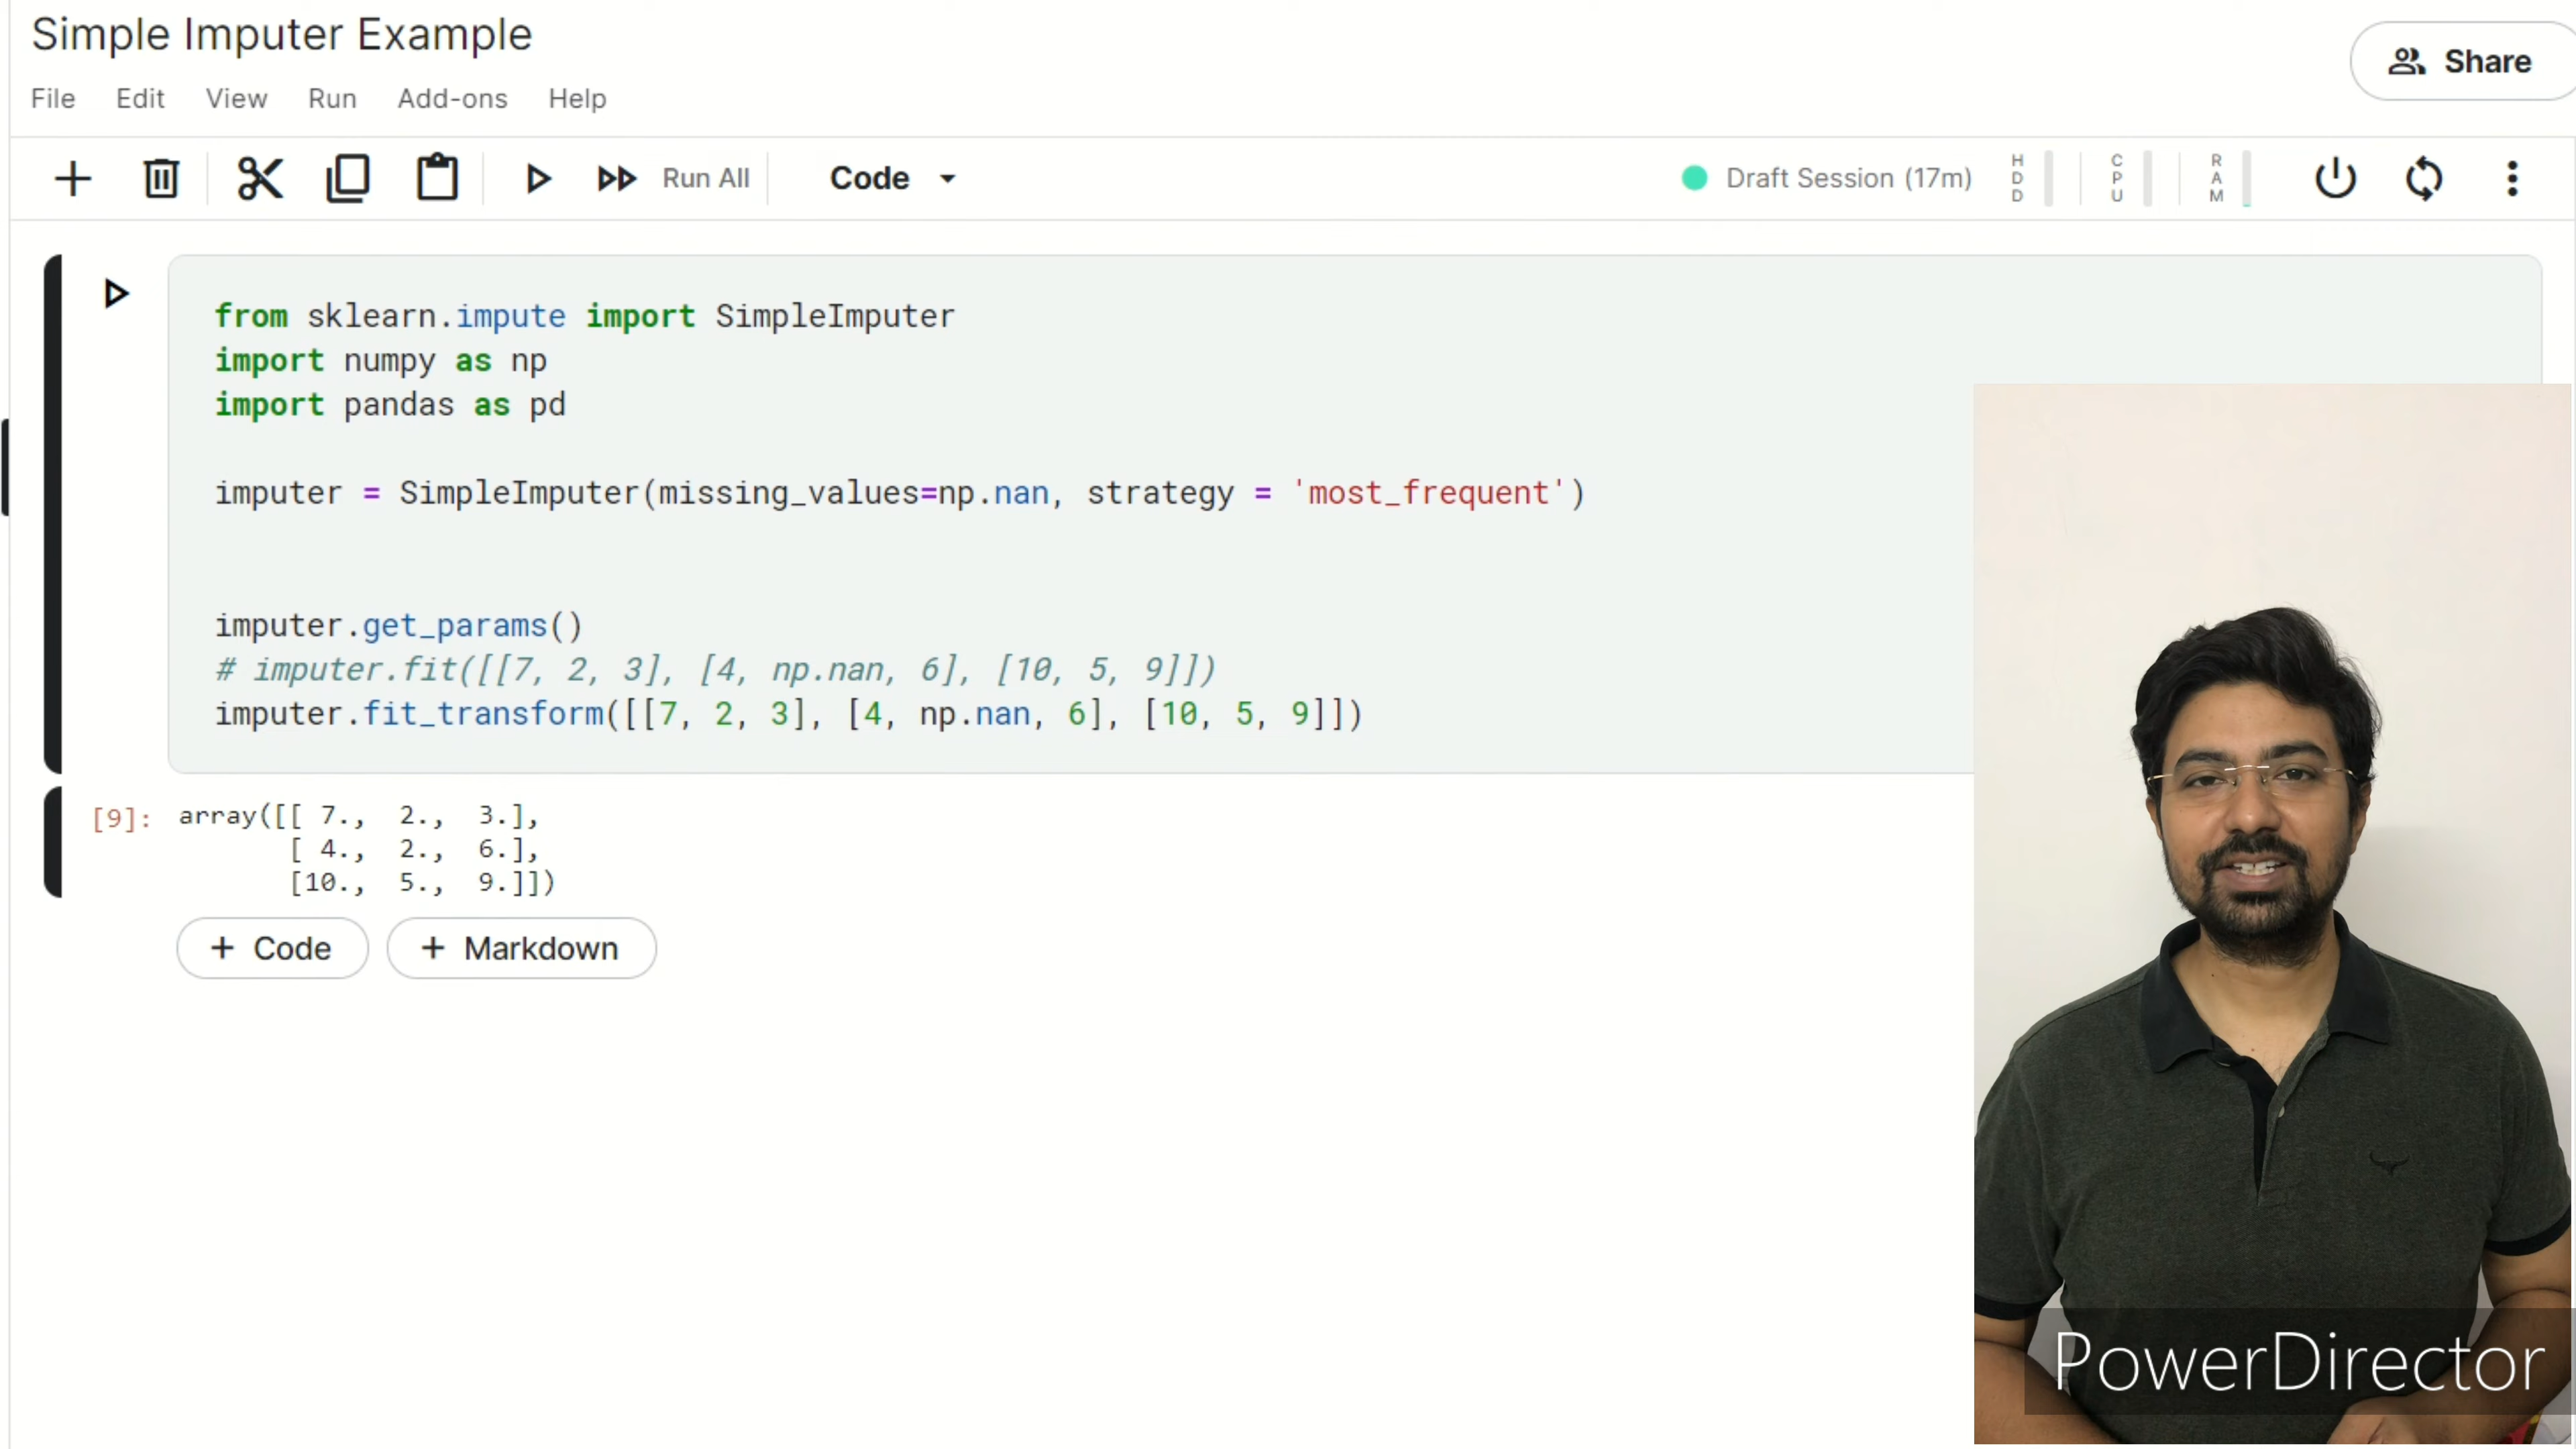 Simple Imputer Example
Share
File Edit View Run Add-ons Help
Run All Code Draft Session (17m) HDD CPU RAM
from sklearn.impute import SimpleImputer
import numpy as np
import pandas as pd
imputer = SimpleImputer(missing_values=np.nan, strategy = 'most_frequent')
imputer.get_params()
# imputer.fit([[7, 2, 3], [4, np.nan, 6], [10, 5, 9]])
imputer.fit_transform([[7, 2, 3], [4, np.nan, 6], [10, 5, 9]])
[9]: array([[ 7., 2., 3.],
[ 4., 2., 6.],
[10., 5., 9.]])
+ Code + Markdown
PowerDirector